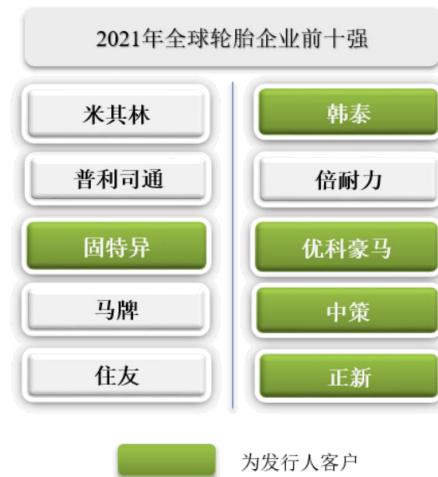 2021年全球轮胎企业前十强
米其林
普利司通
固特异
马牌
住友
韩泰
倍耐力
优科豪马
中策
正新
为发行人客户